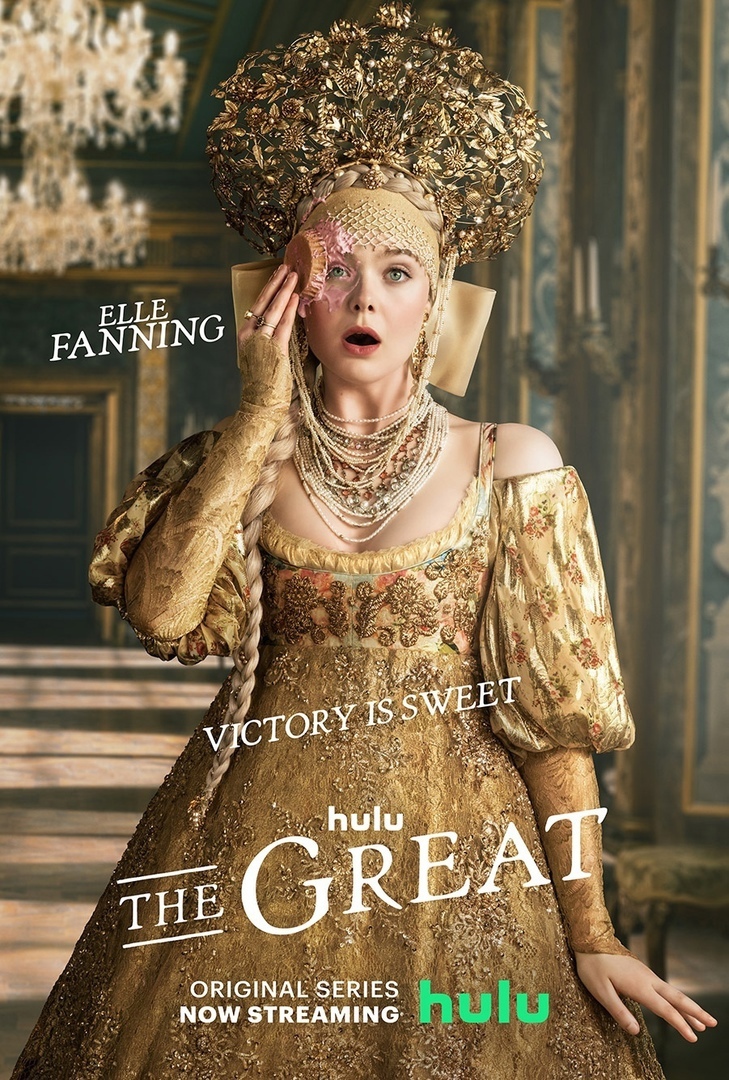 ELLE
FANNING
VICTORY IS SWEET
hulu
THE GREAT
ORIGINAL SERIES
NOW STREAMING
hulu